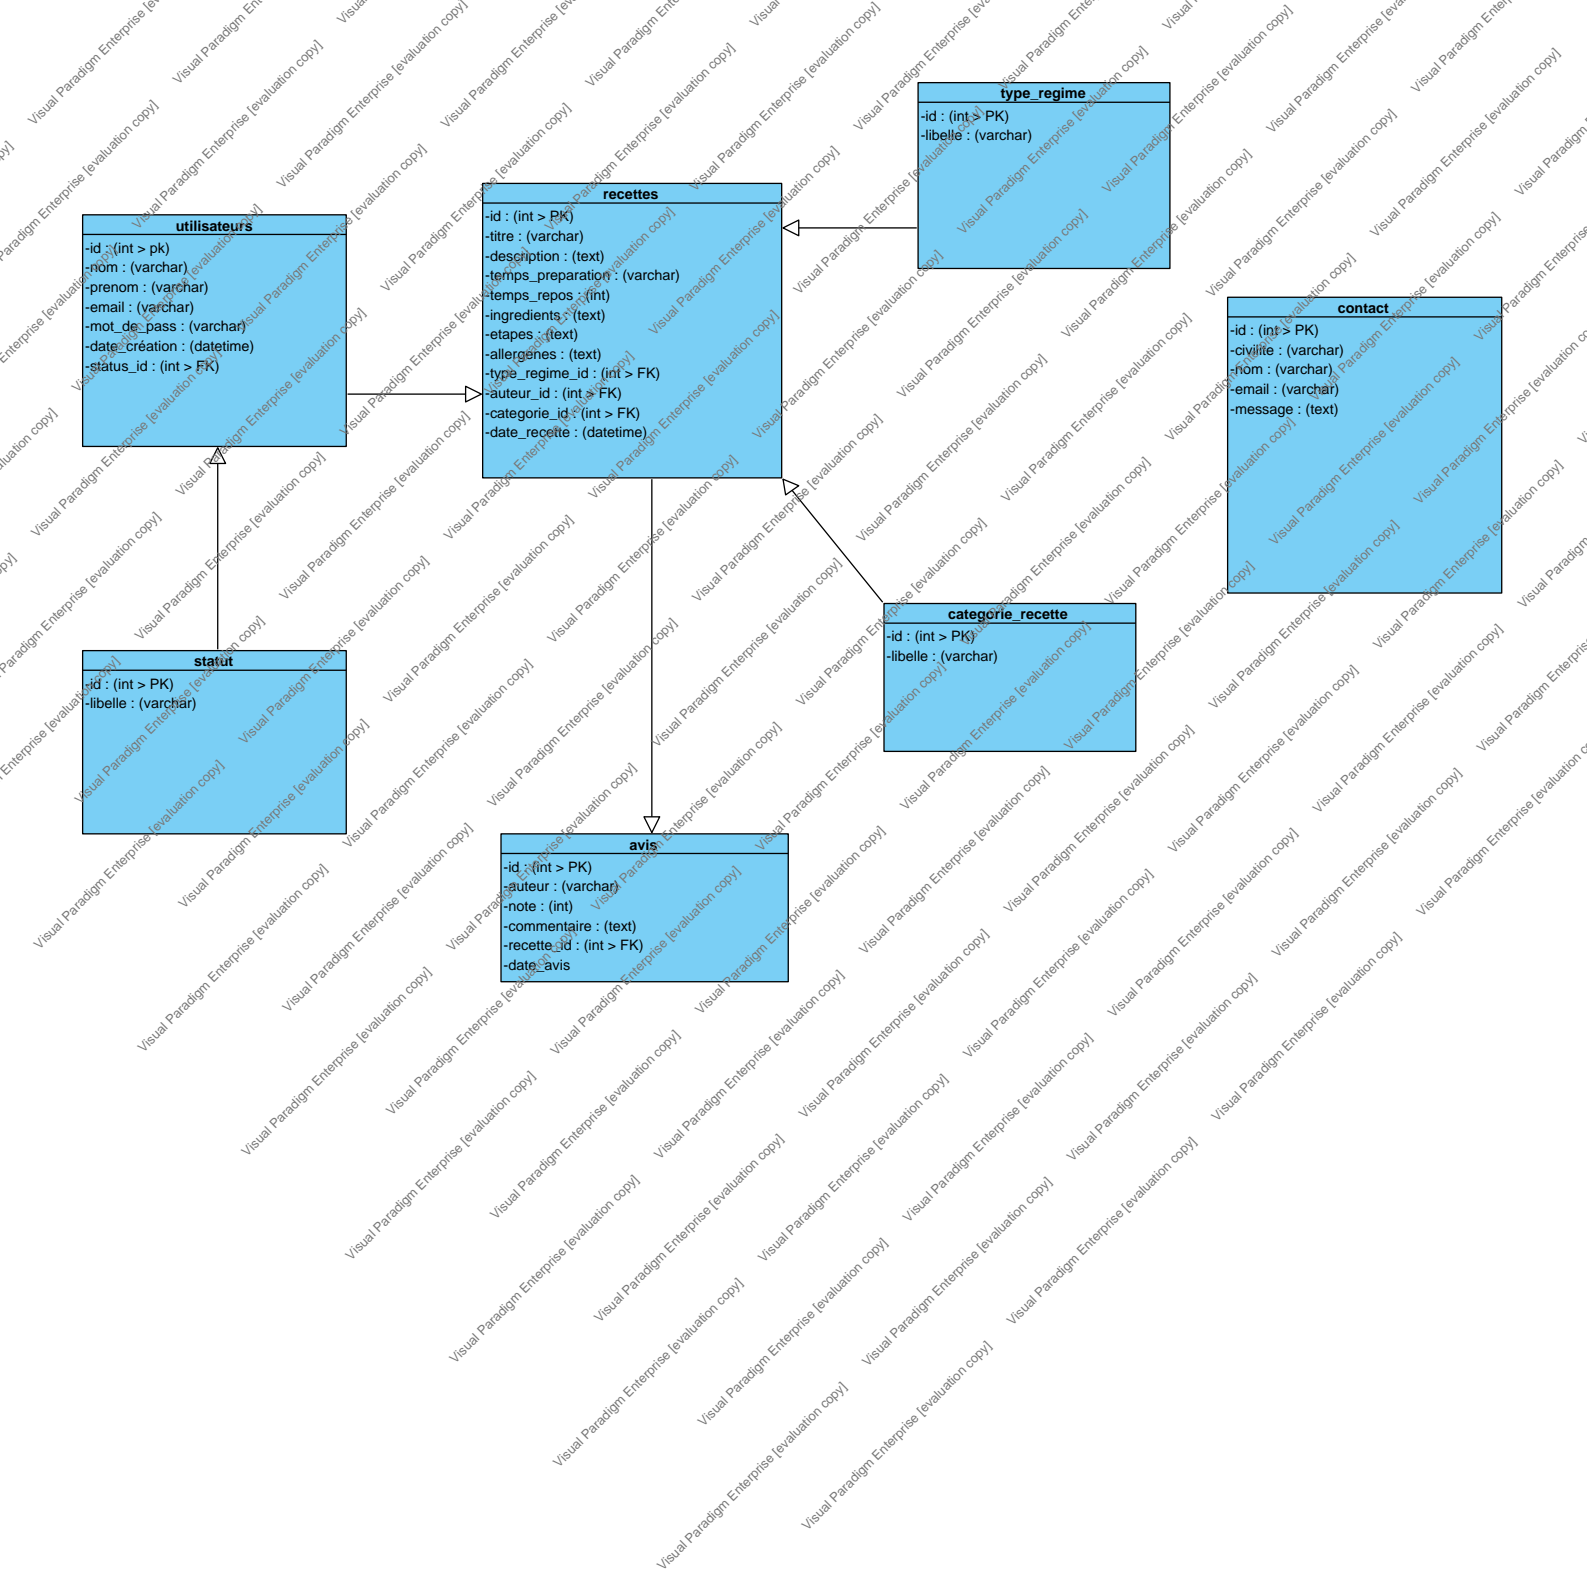 type_regime
-id : (int > PK)
-libelle : (varchar)
recettes
-id : (int > PK)
-titre : (varchar)
-description : (text)
-temps_preparation : (varchar)
-temps_repos : (int)
-ingredients : (text)
-etapes : (text)
-allergenes : (text)
-type_regime_id : (int > FK)
-auteur_id : (int > FK)
-categorie_id : (int > FK)
-date_recette : (datetime)
utilisateurs
-id : (int > pk)
-nom : (varchar)
-prenom : (varchar)
-email : (varchar)
-mot_de_pass : (varchar)
-date_création : (datetime)
-status_id : (int > FK)
contact
-id : (int > PK)
-civilite : (varchar)
-nom : (varchar)
-email : (varchar)
-message : (text)
categorie_recette
-id : (int > PK)
-libelle : (varchar)
statut
-id : (int > PK)
-libelle : (varchar)
avis
-id : (int > PK)
-auteur : (varchar)
-note : (int)
-commentaire : (text)
-recette_id : (int > FK)
-date_avis
Visual Paradigm Enterprise [evaluation copy]